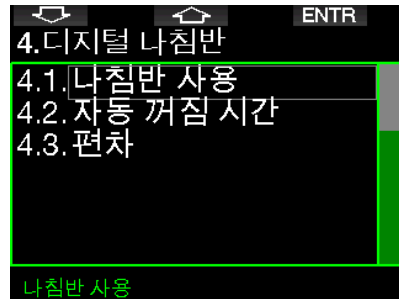 ENTR
4.디지털 나침반
4.1.나침반 사용
4.2.자동 꺼짐 시간
4.3.편차
나침반 사용